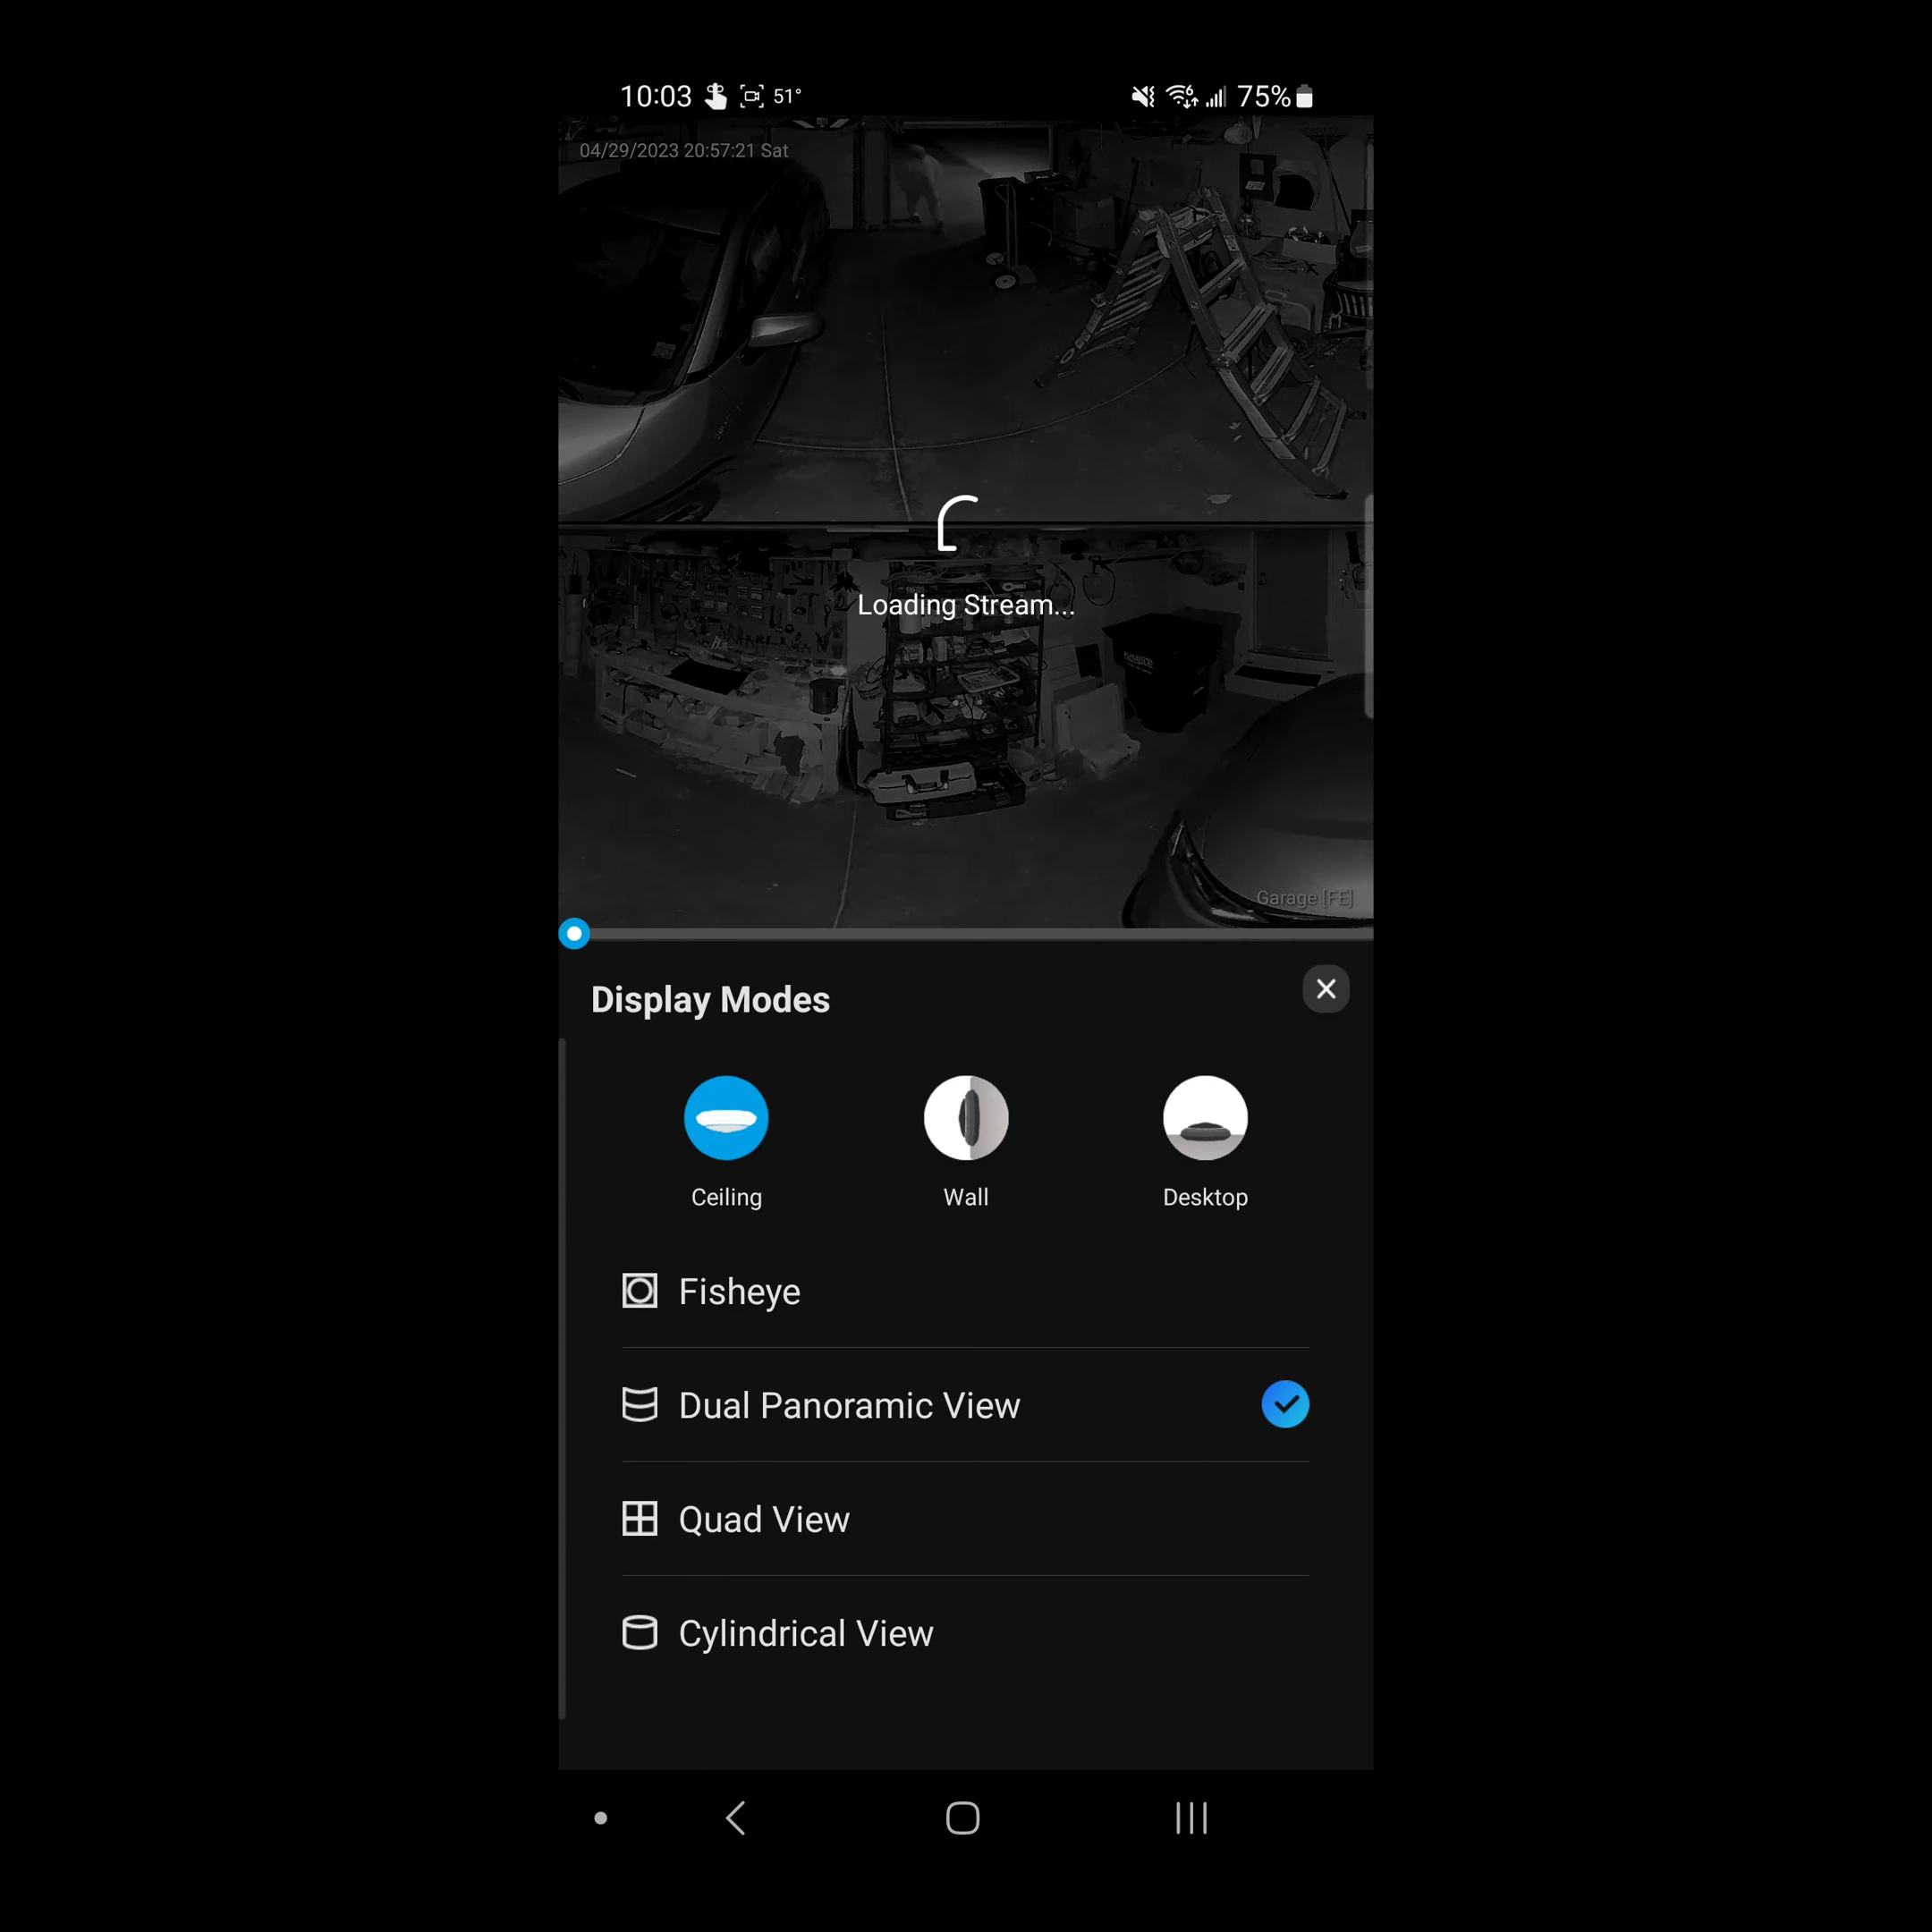 10:03 51° 75%
04/29/2023 20:57:21 Sat
Loading Stream...
Garage [FE]
Display Modes
Ceiling Wall Desktop
Fisheye
Dual Panoramic View
Quad View
Cylindrical View